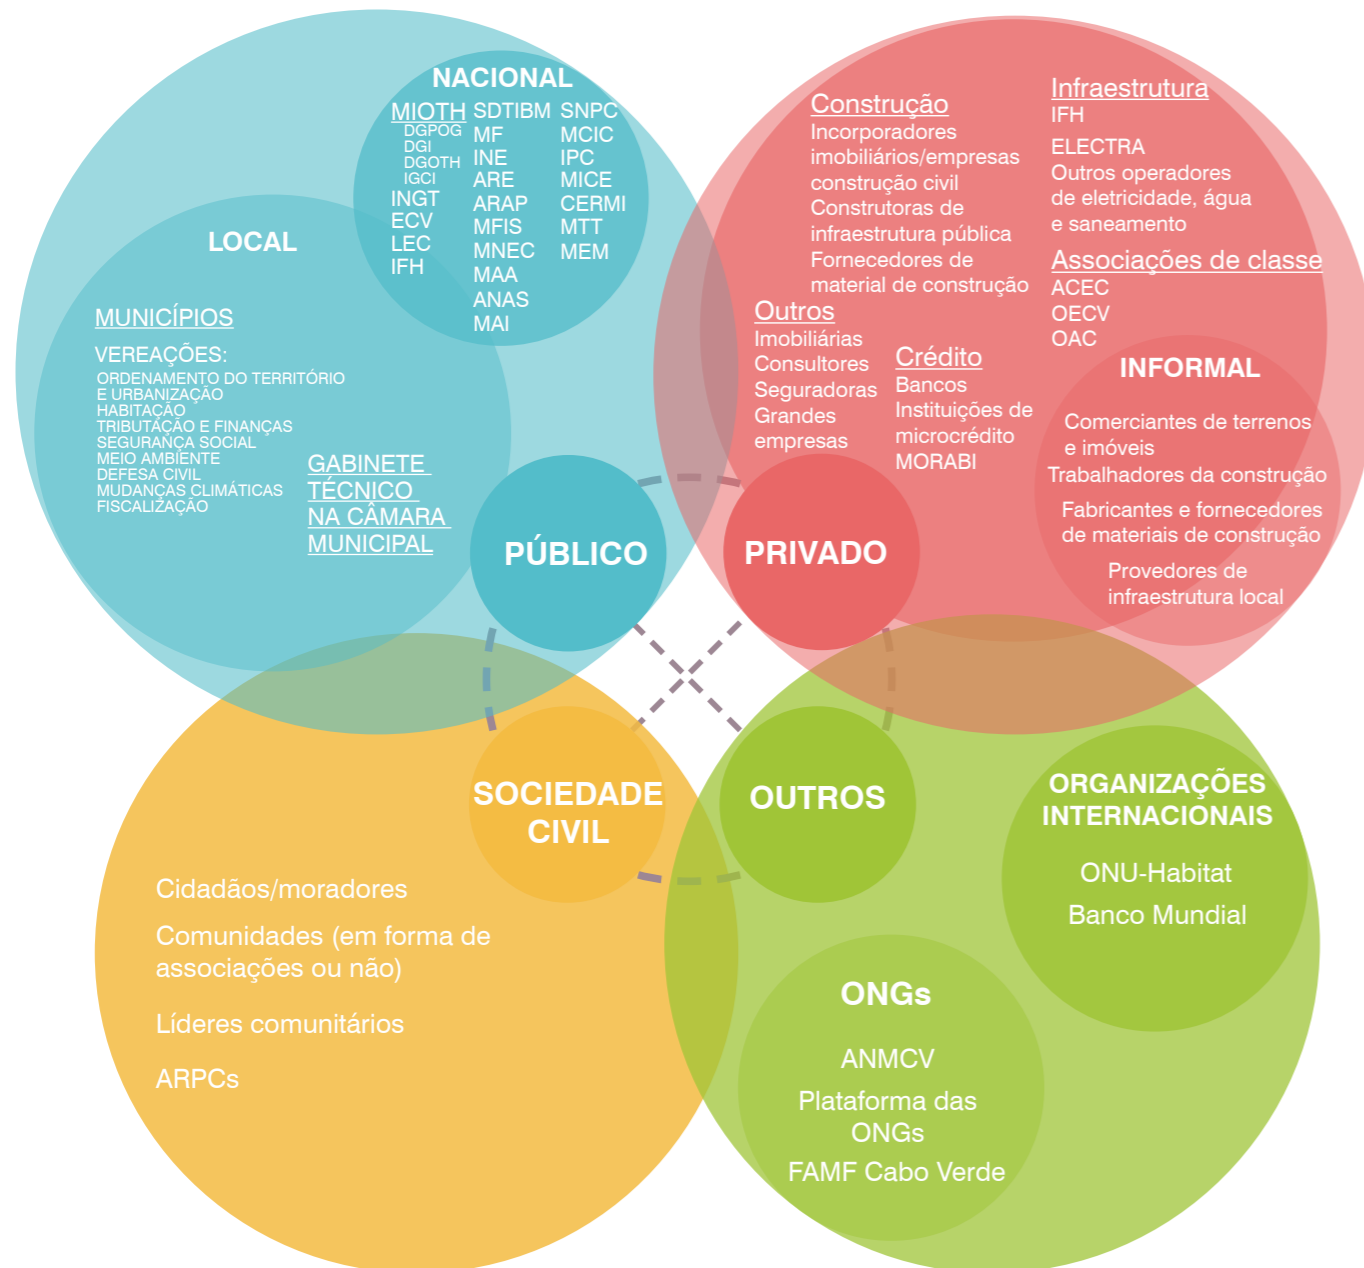 NACIONAL
MIOTH
DGPOG
DGI
DGOTH
IGCI
INGT
ECV
LEC
IFH
SDTIBM
MF
INE
ARE
ARAP
MFIS
MNEC
MAA
ANAS
MAI
SNPC
MCIC
IPC
MICE
CERMI
MTT
MEM
LOCAL
MUNICÍPIOS
VEREAÇÕES:
ORDENAMENTO DO TERRITÓRIO
E URBANIZAÇÃO
HABITAÇÃO
TRIBUTAÇÃO E FINANÇAS
SEGURANÇA SOCIAL
MEIO AMBIENTE
DEFESA CIVIL
MUDANÇAS CLIMÁTICAS
FISCALIZAÇÃO
GABINETE
TÉCNICO
NA CÂMARA
MUNICIPAL
PÚBLICO
Construção
Incorporadores
imobiliários/empresas
construção civil
Construtoras de
infraestrutura pública
Fornecedores de
material de construção
Infraestrutura
IFH
ELECTRA
Outros operadores
de eletricidade, água
e saneamento
Associações de classe
ACEC
OECV
OAC
Outros
Imobiliárias
Consultores
Seguradoras
Grandes
empresas
Crédito
Bancos
Instituições de
microcrédito
MORABI
INFORMAL
Comerciantes de terrenos
e imóveis
Trabalhadores da construção
Fabricantes e fornecedores
de materiais de construção
Provedores de
infraestrutura local
PRIVADO
SOCIEDADE
CIVIL
Cidadãos/moradores
Comunidades (em forma de
associações ou não)
Líderes comunitários
ARPCs
OUTROS
ORGANIZAÇÕES
INTERNACIONAIS
ONU-Habitat
Banco Mundial
ONGs
ANMCV
Plataforma das
ONGs
FAMF Cabo Verde